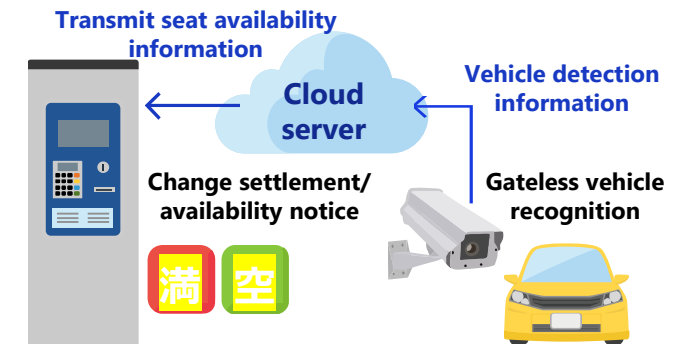 Transmit seat availability
information
Cloud
server
Vehicle detection
information
Change settlement/
availability notice
Gateless vehicle
recognition
満 空